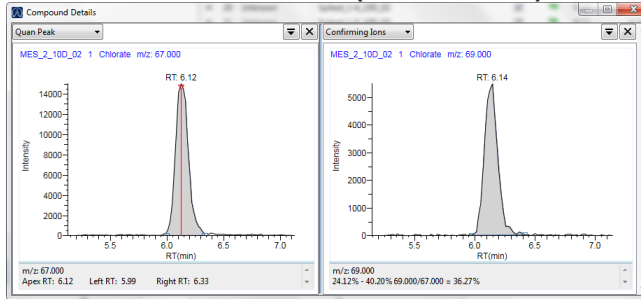 Compound Details
Quan Peak
MES_2_10D_02 1 Chlorate m/z: 67.000
RT: 6.12
14000
12000
10000
8000
6000
4000
2000
0
Intensity
5.5 6.0 6.5 7.0
RT(min)
m/z: 67.000
Apex RT: 6.12 Left RT: 5.99 Right RT: 6.33
Confirming Ions
MES_2_10D_02 1 Chlorate m/z: 69.000
RT: 6.14
5000
4000
3000
2000
1000
0
Intensity
5.5 6.0 6.5 7.0
RT(min)
m/z: 69.000
24.12% - 40.20% 69.000/67.000 = 36.27%